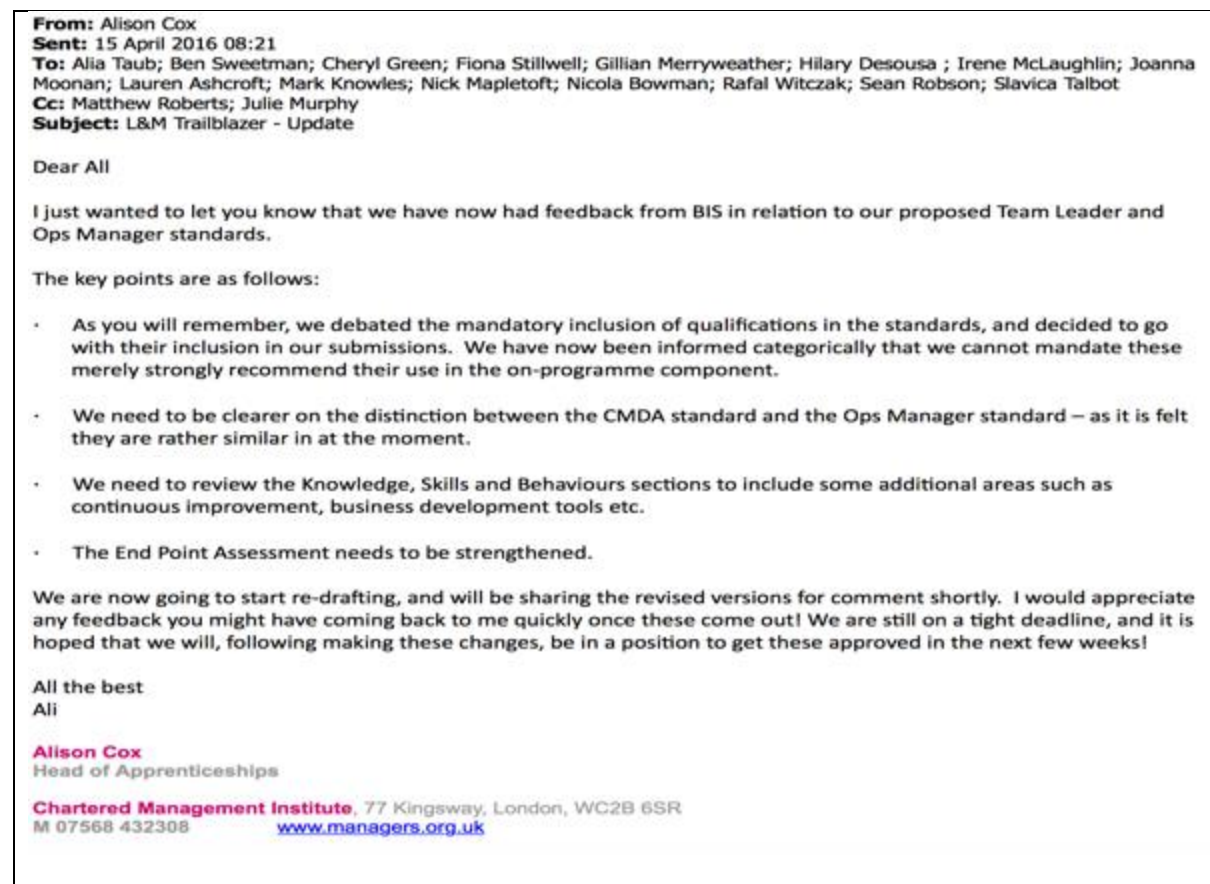 From: Alison Cox
Sent: 15 April 2016 08:21
To: Alia Taub; Ben Sweetman; Cheryl Green; Fiona Stillwell; Gillian Merryweather; Hilary Desousa ; Irene McLaughlin; Joanna
Moonan; Lauren Ashcroft; Mark Knowles; Nick Mapletoft; Nicola Bowman; Rafal Witczak; Sean Robson; Slavica Talbot
Cc: Matthew Roberts; Julie Murphy
Subject: L&M Trailblazer - Update
Dear All
I just wanted to let you know that we have now had feedback from BIS in relation to our proposed Team Leader and
Ops Manager standards.
The key points are as follows:
· As you will remember, we debated the mandatory inclusion of qualifications in the standards, and decided to go
with their inclusion in our submissions. We have now been informed categorically that we cannot mandate these
merely strongly recommend their use in the on-programme component.
· We need to be clearer on the distinction between the CMDA standard and the Ops Manager standard – as it is felt
they are rather similar in at the moment.
· We need to review the Knowledge, Skills and Behaviours sections to include some additional areas such as
continuous improvement, business development tools etc.
· The End Point Assessment needs to be strengthened.
We are now going to start re-drafting, and will be sharing the revised versions for comment shortly. I would appreciate
any feedback you might have coming back to me quickly once these come out! We are still on a tight deadline, and it is
hoped that we will, following making these changes, be in a position to get these approved in the next few weeks!
All the best
Ali
Alison Cox
Head of Apprenticeships
Chartered Management Institute, 77 Kingsway, London, WC2B 6SR
M 07568 432308 www.managers.org.uk